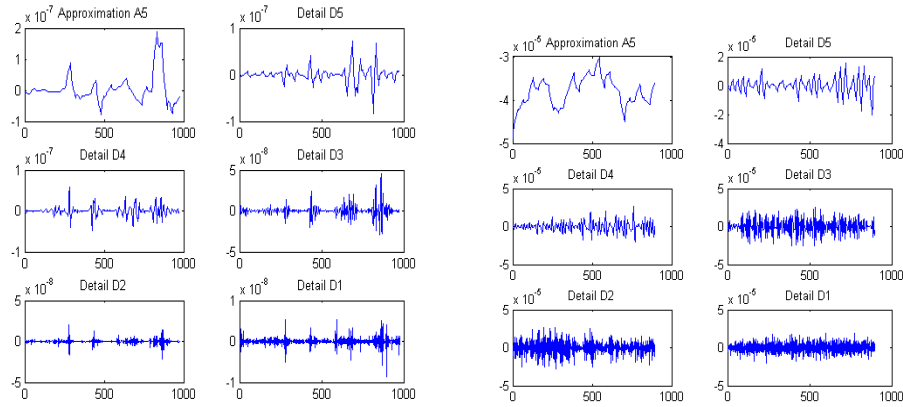 x 10⁻⁷ Approximation A5
2
1
0
-1
0 500 1000
x 10⁻⁷ Detail D5
1
0
-1
0 500 1000
x 10⁻⁷ Detail D4
1
0
-1
0 500 1000
x 10⁻⁸ Detail D3
5
0
-5
0 500 1000
x 10⁻⁸ Detail D2
5
0
-5
0 500 1000
x 10⁻⁸ Detail D1
1
0
-1
0 500 1000
x 10⁻⁵ Approximation A5
-3
-4
-5
0 500 1000
x 10⁻⁵ Detail D5
2
0
-2
-4
0 500 1000
x 10⁻⁵ Detail D4
5
0
-5
0 500 1000
x 10⁻⁵ Detail D3
5
0
-5
0 500 1000
x 10⁻⁵ Detail D2
5
0
-5
0 500 1000
x 10⁻⁵ Detail D1
5
0
-5
0 500 1000